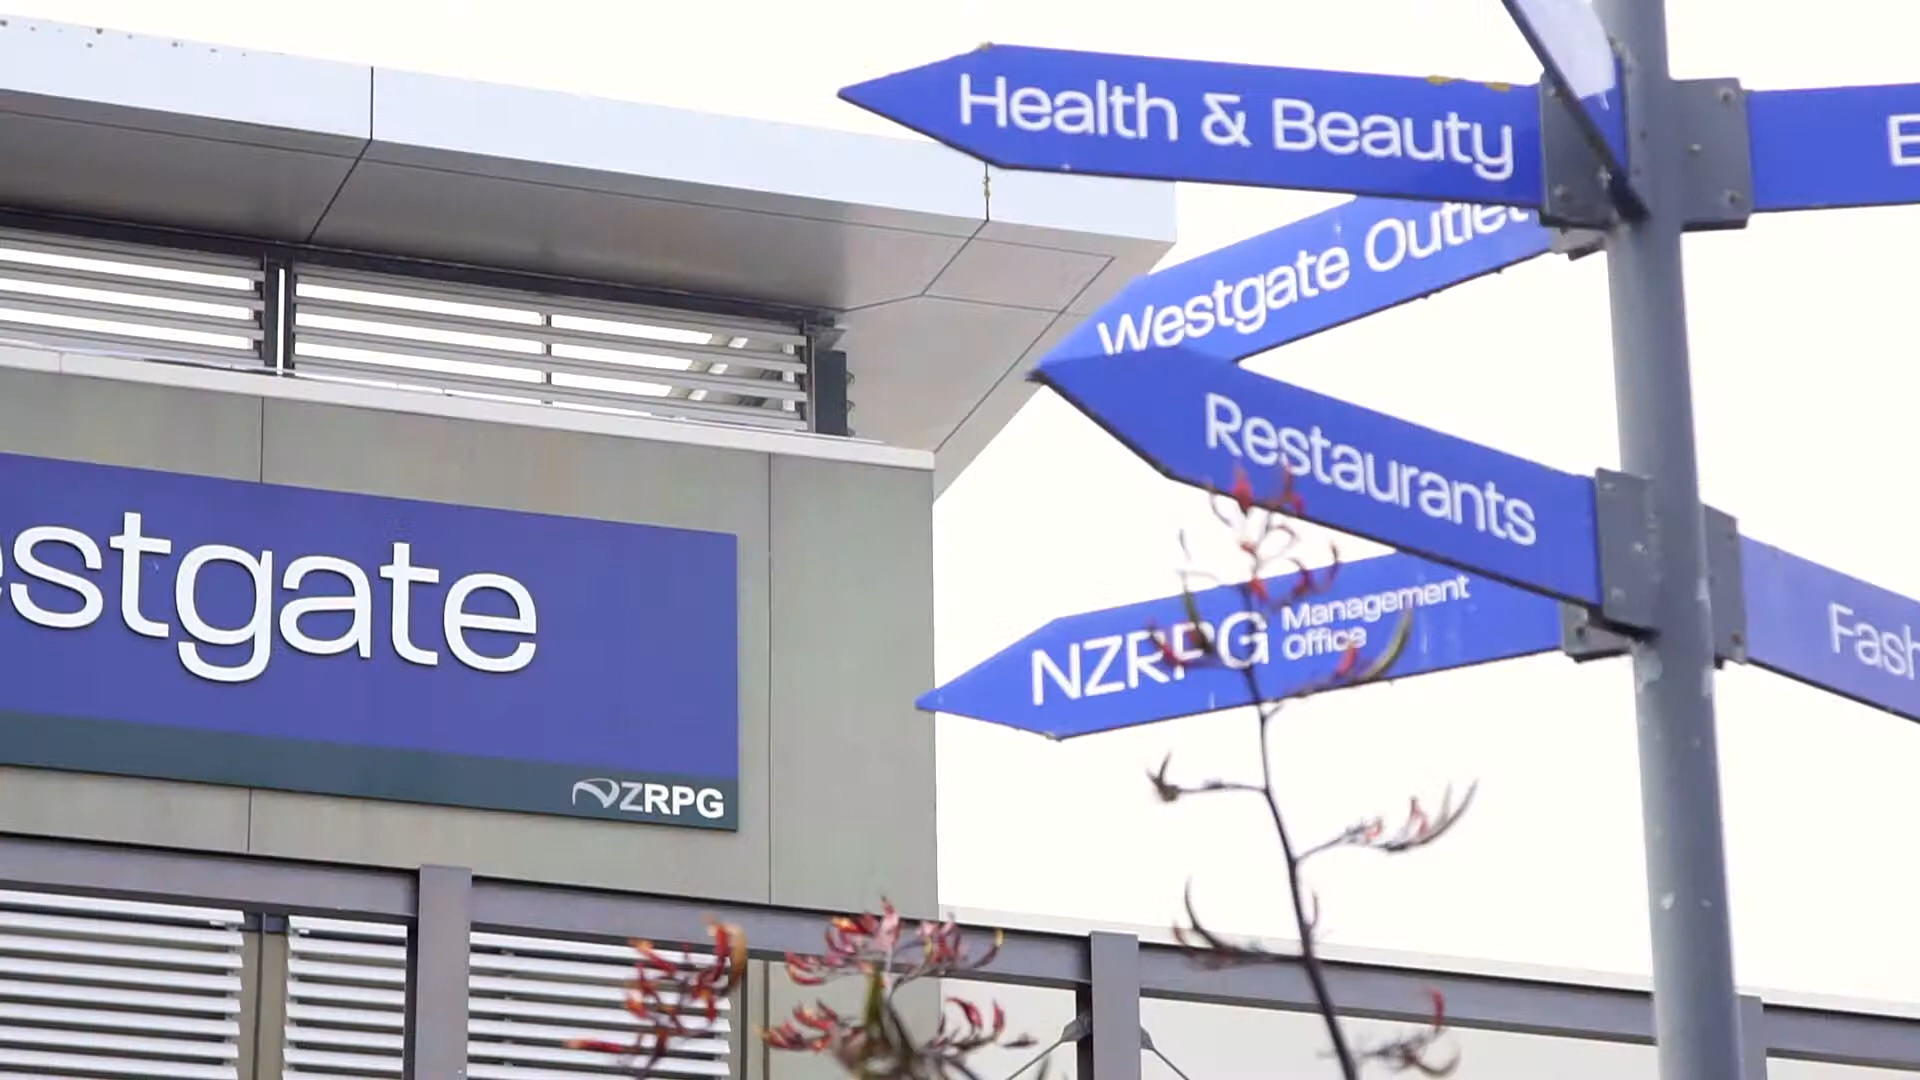 Health & Beauty
Westgate Outlet
Restaurants
NZRPG Management
Office
estgate
NZRPG